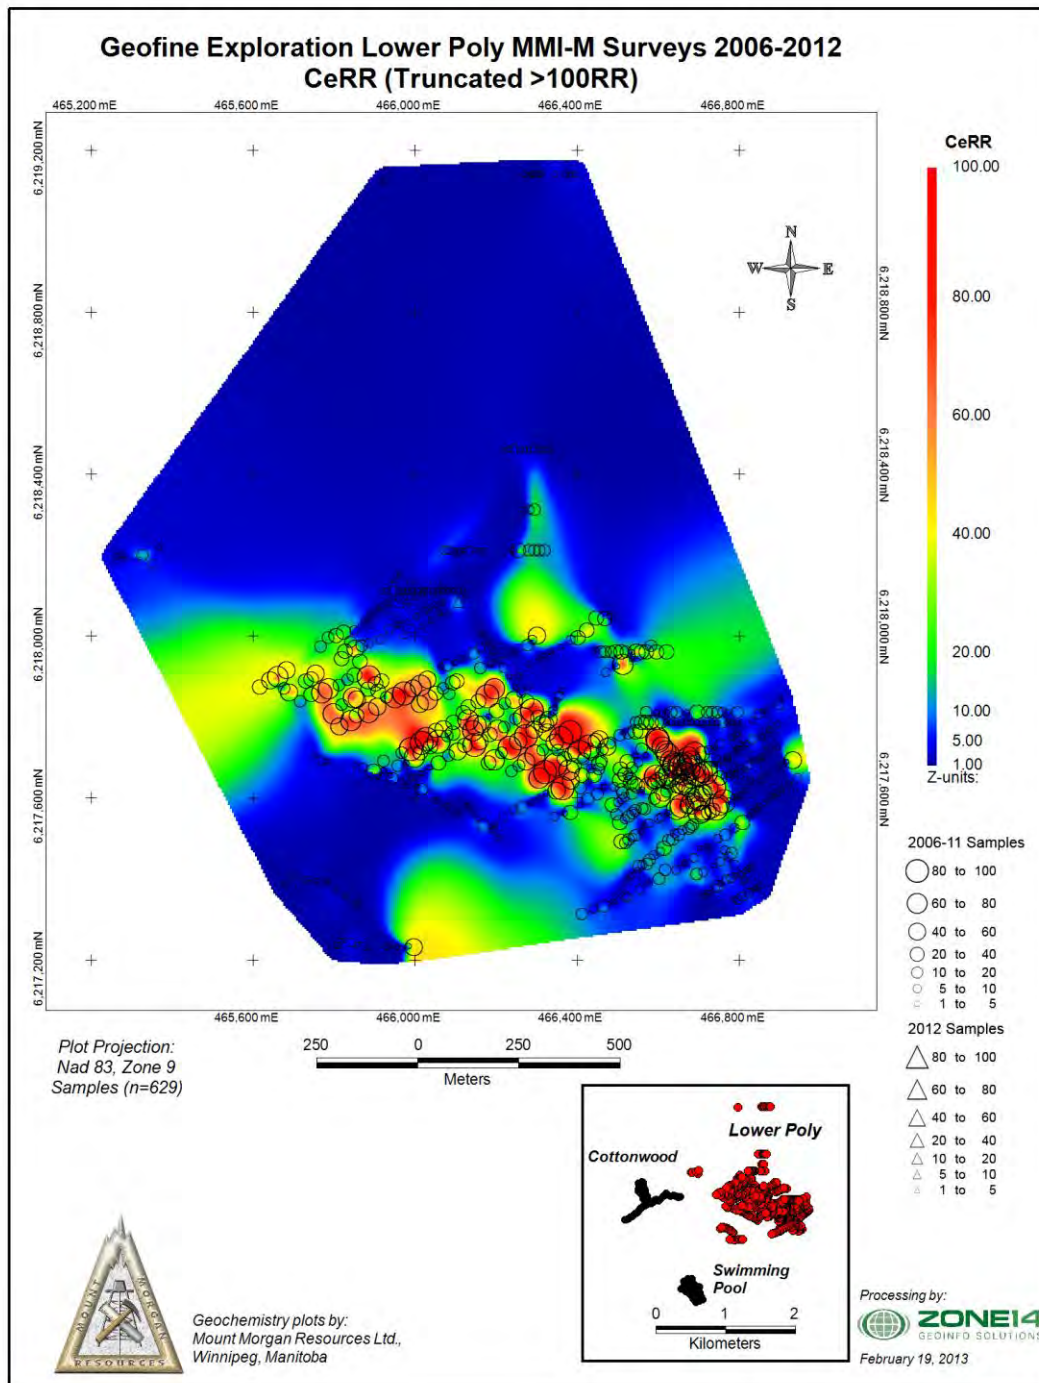 Geofine Exploration Lower Poly MMI-M Surveys 2006-2012
CeRR (Truncated >100RR)
465,200 mE 465,600 mE 466,000 mE 466,400 mE 466,800 mE
6,219,200 mN
6,218,800 mN
6,218,400 mN
6,218,000 mN
6,217,600 mN
6,217,200 mN
N
W E
S
6,218,800 mN
6,218,400 mN
6,218,000 mN
6,217,600 mN
465,600 mE 466,000 mE 466,400 mE 466,800 mE
CeRR
100.00
80.00
60.00
40.00
20.00
10.00
5.00
1.00
Z-units:
2006-11 Samples
80 to 100
60 to 80
40 to 60
20 to 40
10 to 20
5 to 10
1 to 5
2012 Samples
80 to 100
60 to 80
40 to 60
20 to 40
10 to 20
5 to 10
1 to 5
Plot Projection:
Nad 83, Zone 9
Samples (n=629)
250 0 250 500
Meters
Lower Poly
Cottonwood
Swimming
Pool
0 1 2
Kilometers
MOUNT MORGAN
RESOURCES
Geochemistry plots by:
Mount Morgan Resources Ltd.,
Winnipeg, Manitoba
Processing by:
ZONE14
GEOINFO SOLUTIONS
February 19, 2013